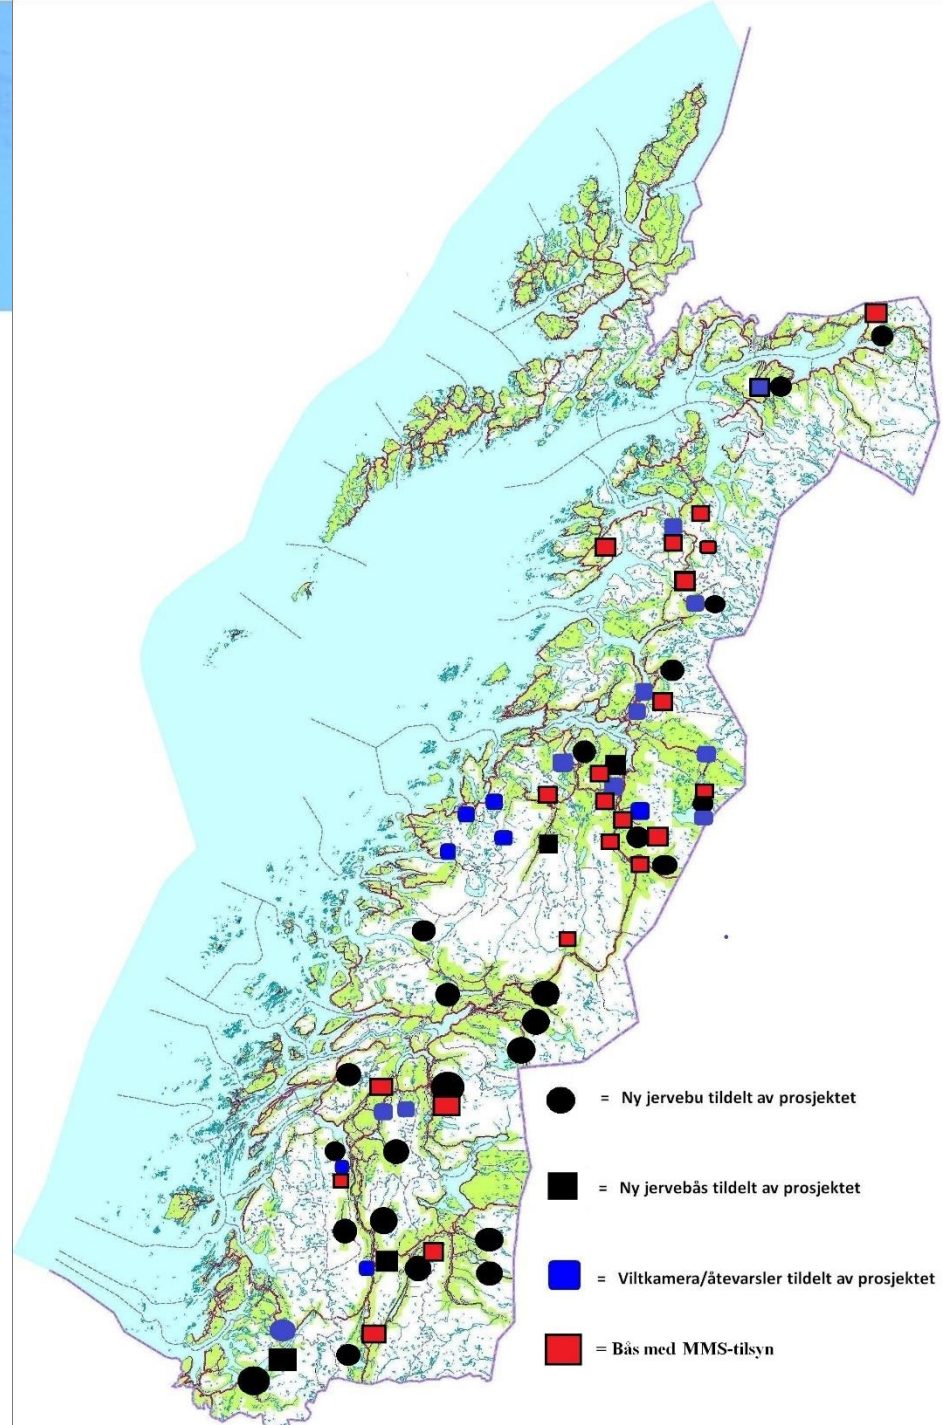 = Ny jervebu tildelt av prosjektet
= Ny jervebås tildelt av prosjektet
= Viltkamera/åtevarsler tildelt av prosjektet
= Bås med MMS-tilsyn